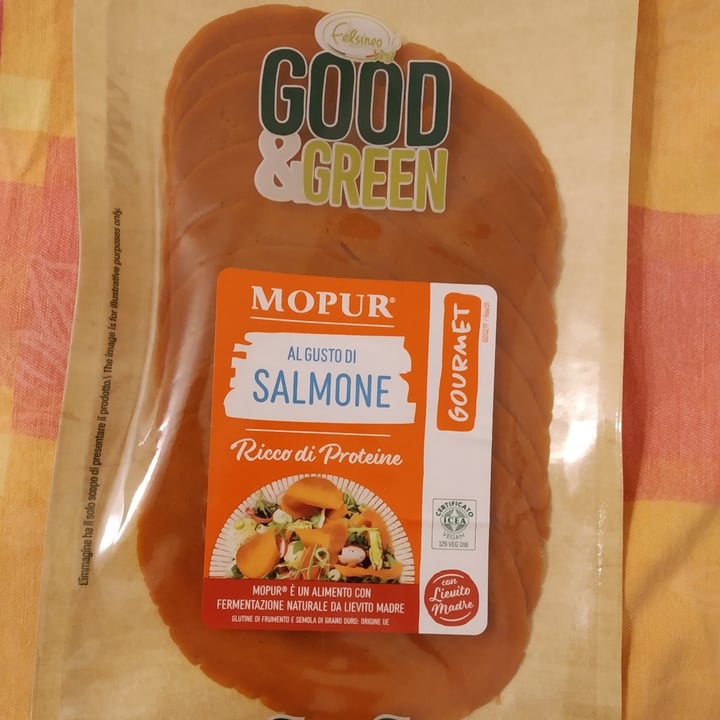 Felsineo
Veg
GOOD
&GREEN
MOPUR®
AL GUSTO DI
SALMONE
Ricco di Proteine
GOURMET
CERTIFICATO
ICEA
VEGAN
con
Lievito
Madre
MOPUR® È UN ALIMENTO CON
FERMENTAZIONE NATURALE DA LIEVITO MADRE
GLUTINE DI FRUMENTO E SEMOLA DI GRANO DURO: ORIGINE UE
L'immagine ha il solo scopo di presentare il prodotto.\ The image is for illustrative purposes only.